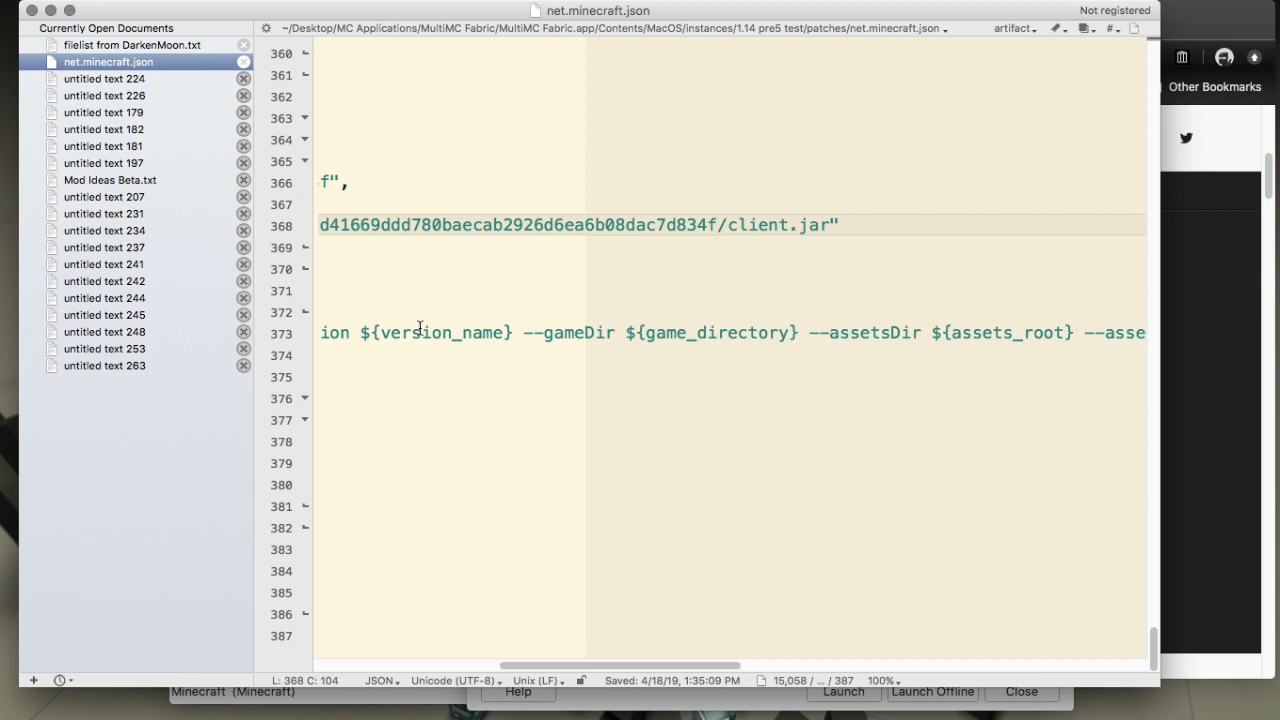 net.minecraft.json
Not registered
Currently Open Documents
~/Desktop/MC Applications/MultiMC Fabric/MultiMC Fabric.app/Contents/MacOS/instances/1.14 pre5 test/patches/net.minecraft.json
artifact
#
filelist from DarkenMoon.txt
net.minecraft.json
untitled text 224
untitled text 226
untitled text 179
untitled text 182
untitled text 181
untitled text 197
Mod Ideas Beta.txt
untitled text 207
untitled text 231
untitled text 234
untitled text 237
untitled text 241
untitled text 242
untitled text 244
untitled text 245
untitled text 248
untitled text 253
untitled text 263
360
361
362
363
364
365
366 f",
367
368 d41669ddd780baecab2926d6ea6b08dac7d834f/client.jar"
369
370
371
372
373 ion ${version_name} --gameDir ${game_directory} --assetsDir ${assets_root} --asse
374
375
376
377
378
379
380
381
382
383
384
385
386
387
L: 368 C: 104
JSON
Unicode (UTF-8)
Unix (LF)
Saved: 4/18/19, 1:35:09 PM
15,058 / … / 387
100%
Other Bookmarks
Minecraft (Minecraft)
Help
Launch
Launch Offline
Close